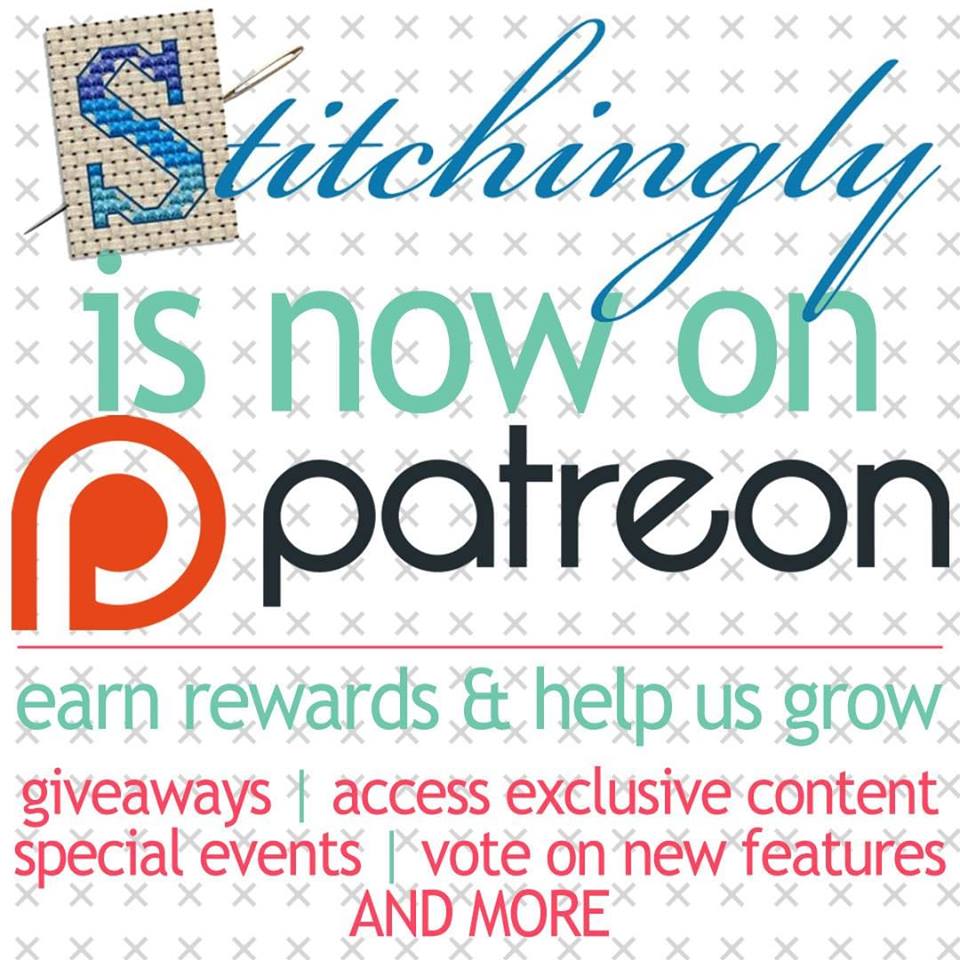 Stitchingly
is now on
patreon
earn rewards & help us grow
giveaways | access exclusive content
special events | vote on new features
AND MORE